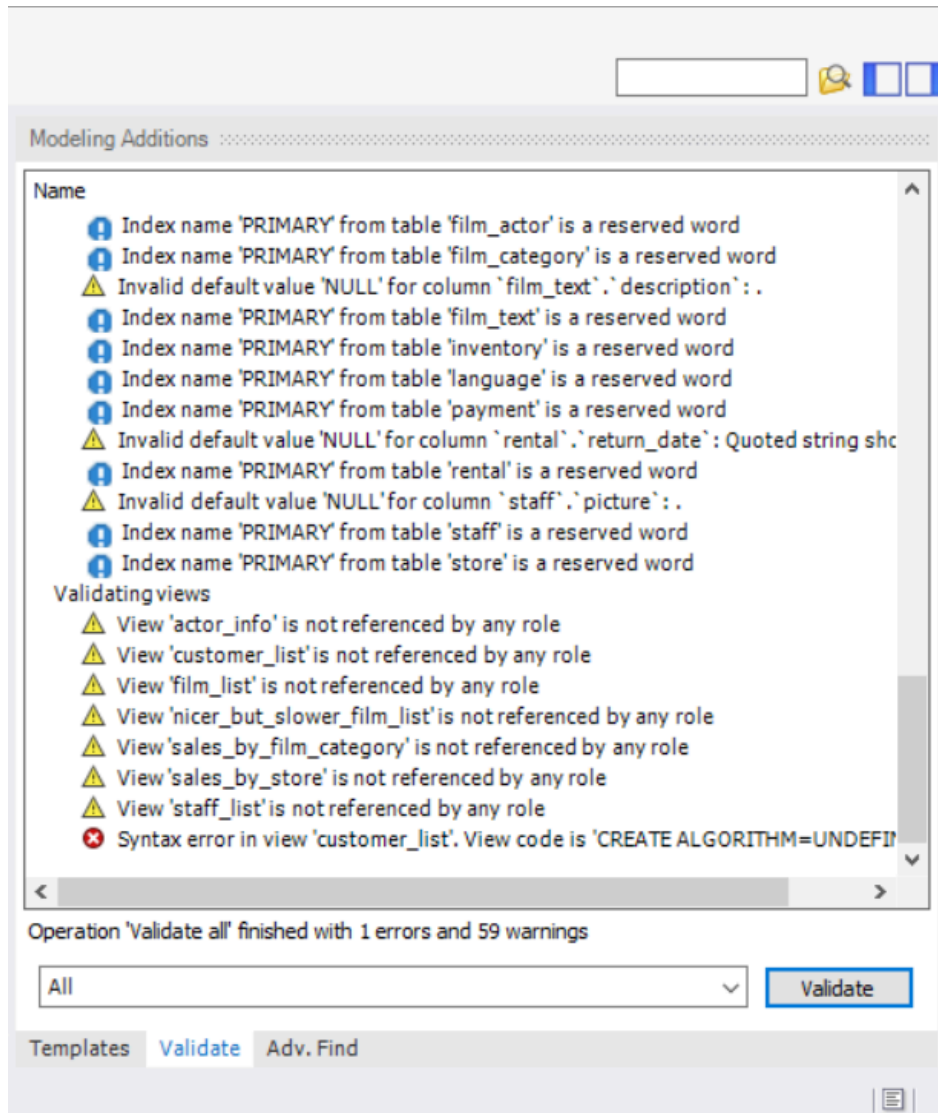 Modeling Additions
Name
Index name 'PRIMARY' from table 'film_actor' is a reserved word
Index name 'PRIMARY' from table 'film_category' is a reserved word
Invalid default value 'NULL' for column `film_text`.`description`: .
Index name 'PRIMARY' from table 'film_text' is a reserved word
Index name 'PRIMARY' from table 'inventory' is a reserved word
Index name 'PRIMARY' from table 'language' is a reserved word
Index name 'PRIMARY' from table 'payment' is a reserved word
Invalid default value 'NULL' for column `rental`.`return_date`: Quoted string sho
Index name 'PRIMARY' from table 'rental' is a reserved word
Invalid default value 'NULL' for column `staff`.`picture`: .
Index name 'PRIMARY' from table 'staff' is a reserved word
Index name 'PRIMARY' from table 'store' is a reserved word
Validating views
View 'actor_info' is not referenced by any role
View 'customer_list' is not referenced by any role
View 'film_list' is not referenced by any role
View 'nicer_but_slower_film_list' is not referenced by any role
View 'sales_by_film_category' is not referenced by any role
View 'sales_by_store' is not referenced by any role
View 'staff_list' is not referenced by any role
Syntax error in view 'customer_list'. View code is 'CREATE ALGORITHM=UNDEFIN
Operation 'Validate all' finished with 1 errors and 59 warnings
All
Validate
Templates Validate Adv. Find